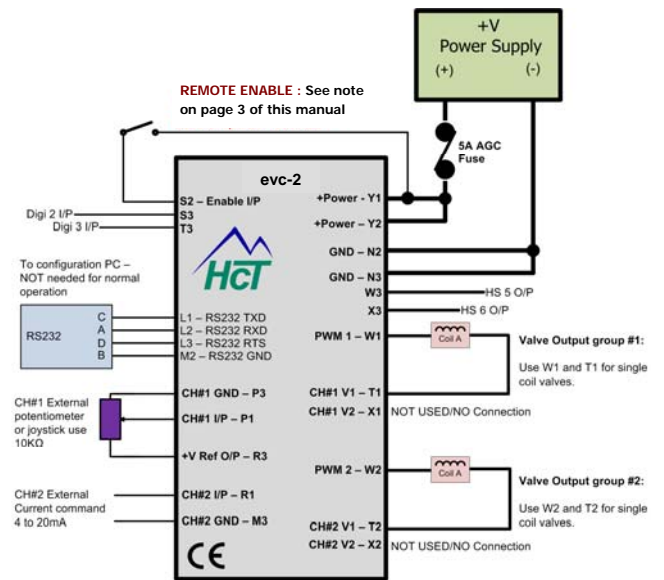 +V
Power Supply
(+) (-)
REMOTE ENABLE : See note
on page 3 of this manual
5A AGC
Fuse
evc-2
S2 – Enable I/P
Digi 2 I/P
S3
Digi 3 I/P
T3
HCT
+Power - Y1
+Power – Y2
GND – N2
GND – N3
W3
HS 5 O/P
X3
HS 6 O/P
To configuration PC –
NOT needed for normal
operation
RS232
C
A
D
B
L1 – RS232 TXD
L2 – RS232 RXD
L3 – RS232 RTS
M2 – RS232 GND
PWM 1 – W1
Coil A
Valve Output group #1:
Use W1 and T1 for single
coil valves.
CH#1 V1 – T1
CH#1 V2 – X1
NOT USED/NO Connection
CH#1 External
potentiometer
or joystick use
10KΩ
CH#1 GND – P3
CH#1 I/P – P1
+V Ref O/P – R3
PWM 2 – W2
Coil A
Valve Output group #2:
Use W2 and T2 for single
coil valves.
CH#2 External
Current command
4 to 20mA
CH#2 I/P – R1
CH#2 GND – M3
CH#2 V1 – T2
CH#2 V2 – X2
NOT USED/NO Connection
CE